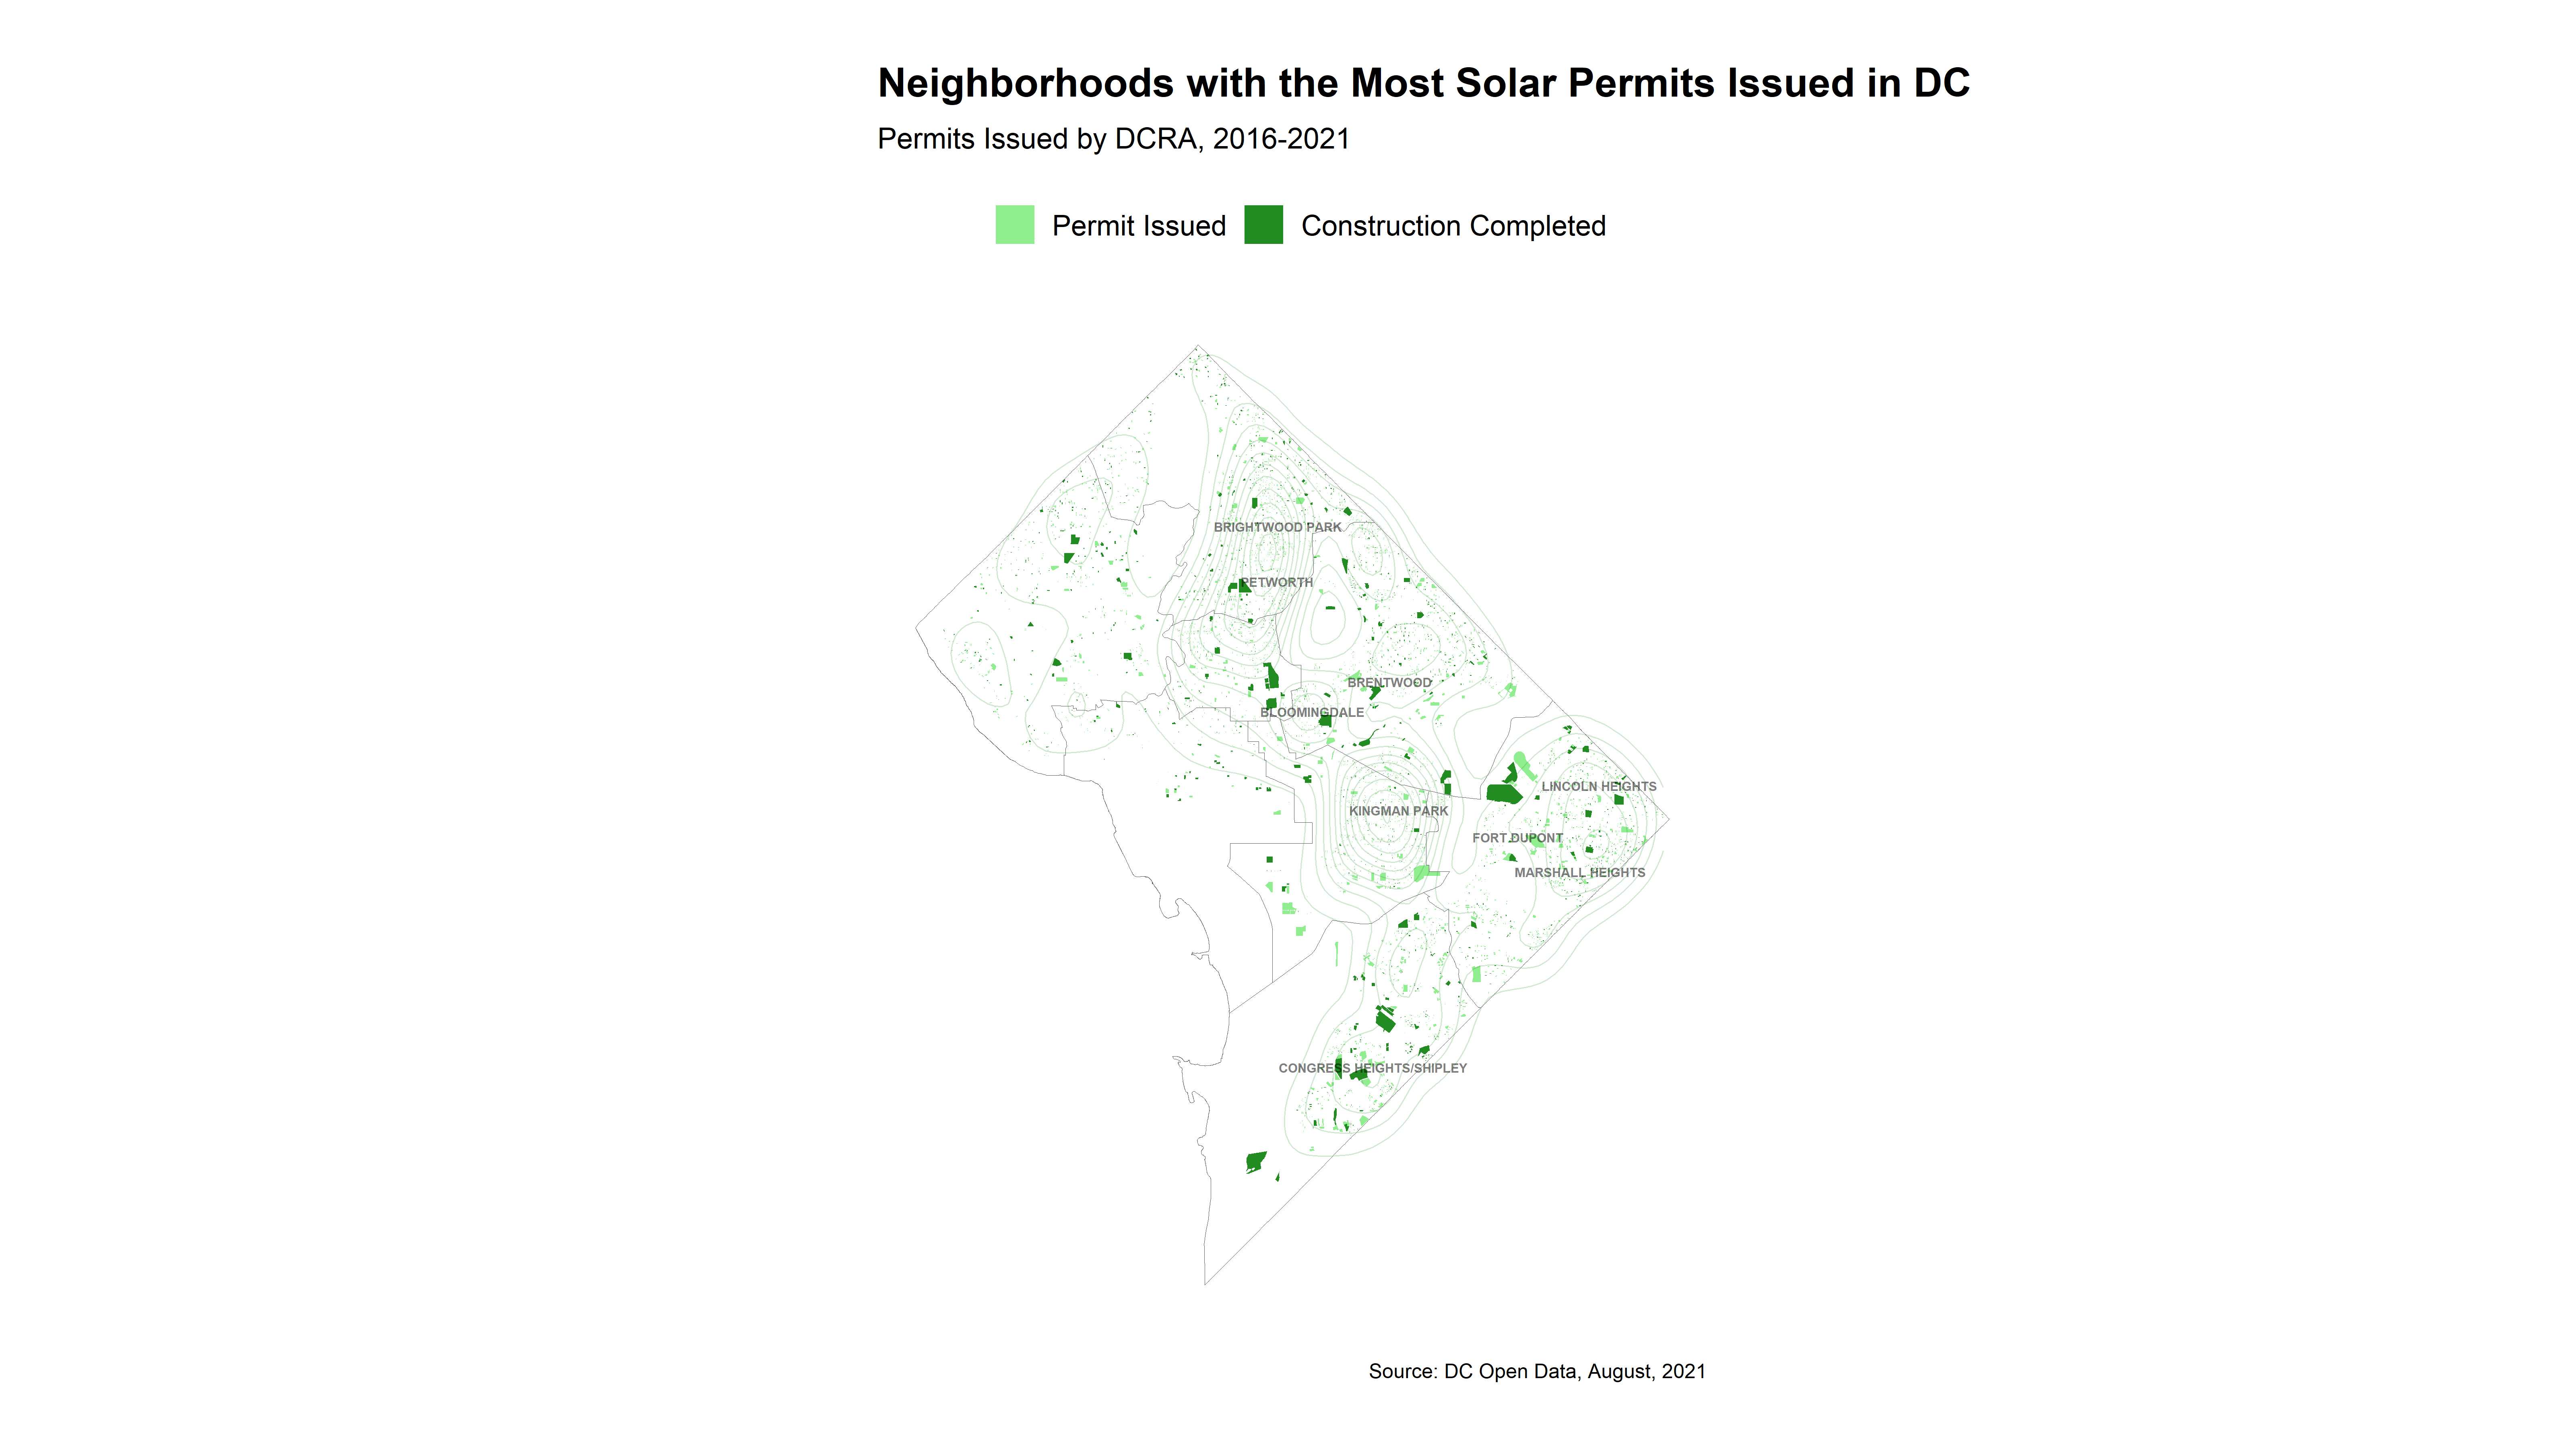 Neighborhoods with the Most Solar Permits Issued in DC
Permits Issued by DCRA, 2016-2021
Permit Issued
Construction Completed
BRIGHTWOOD PARK
PETWORTH
BRENTWOOD
BLOOMINGDALE
LINCOLN HEIGHTS
KINGMAN PARK
FORT DUPONT
MARSHALL HEIGHTS
CONGRESS HEIGHTS/SHIPLEY
Source: DC Open Data, August, 2021